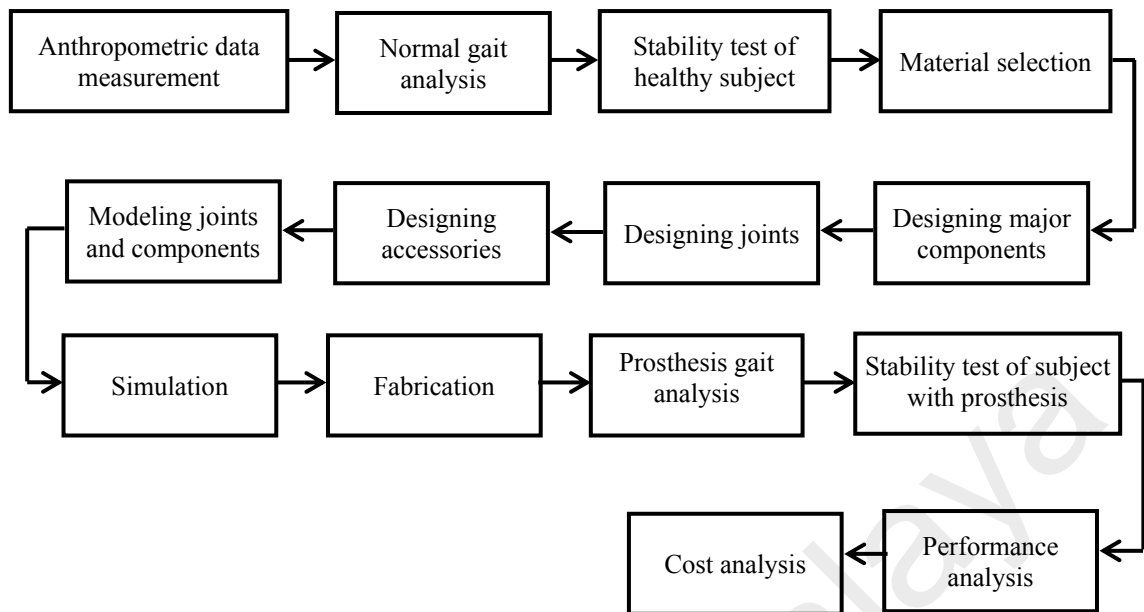 Anthropometric data
measurement
Normal gait
analysis
Stability test of
healthy subject
Material selection
Designing major
components
Designing joints
Designing
accessories
Modeling joints
and components
Simulation
Fabrication
Prosthesis gait
analysis
Stability test of subject
with prosthesis
Performance
analysis
Cost analysis